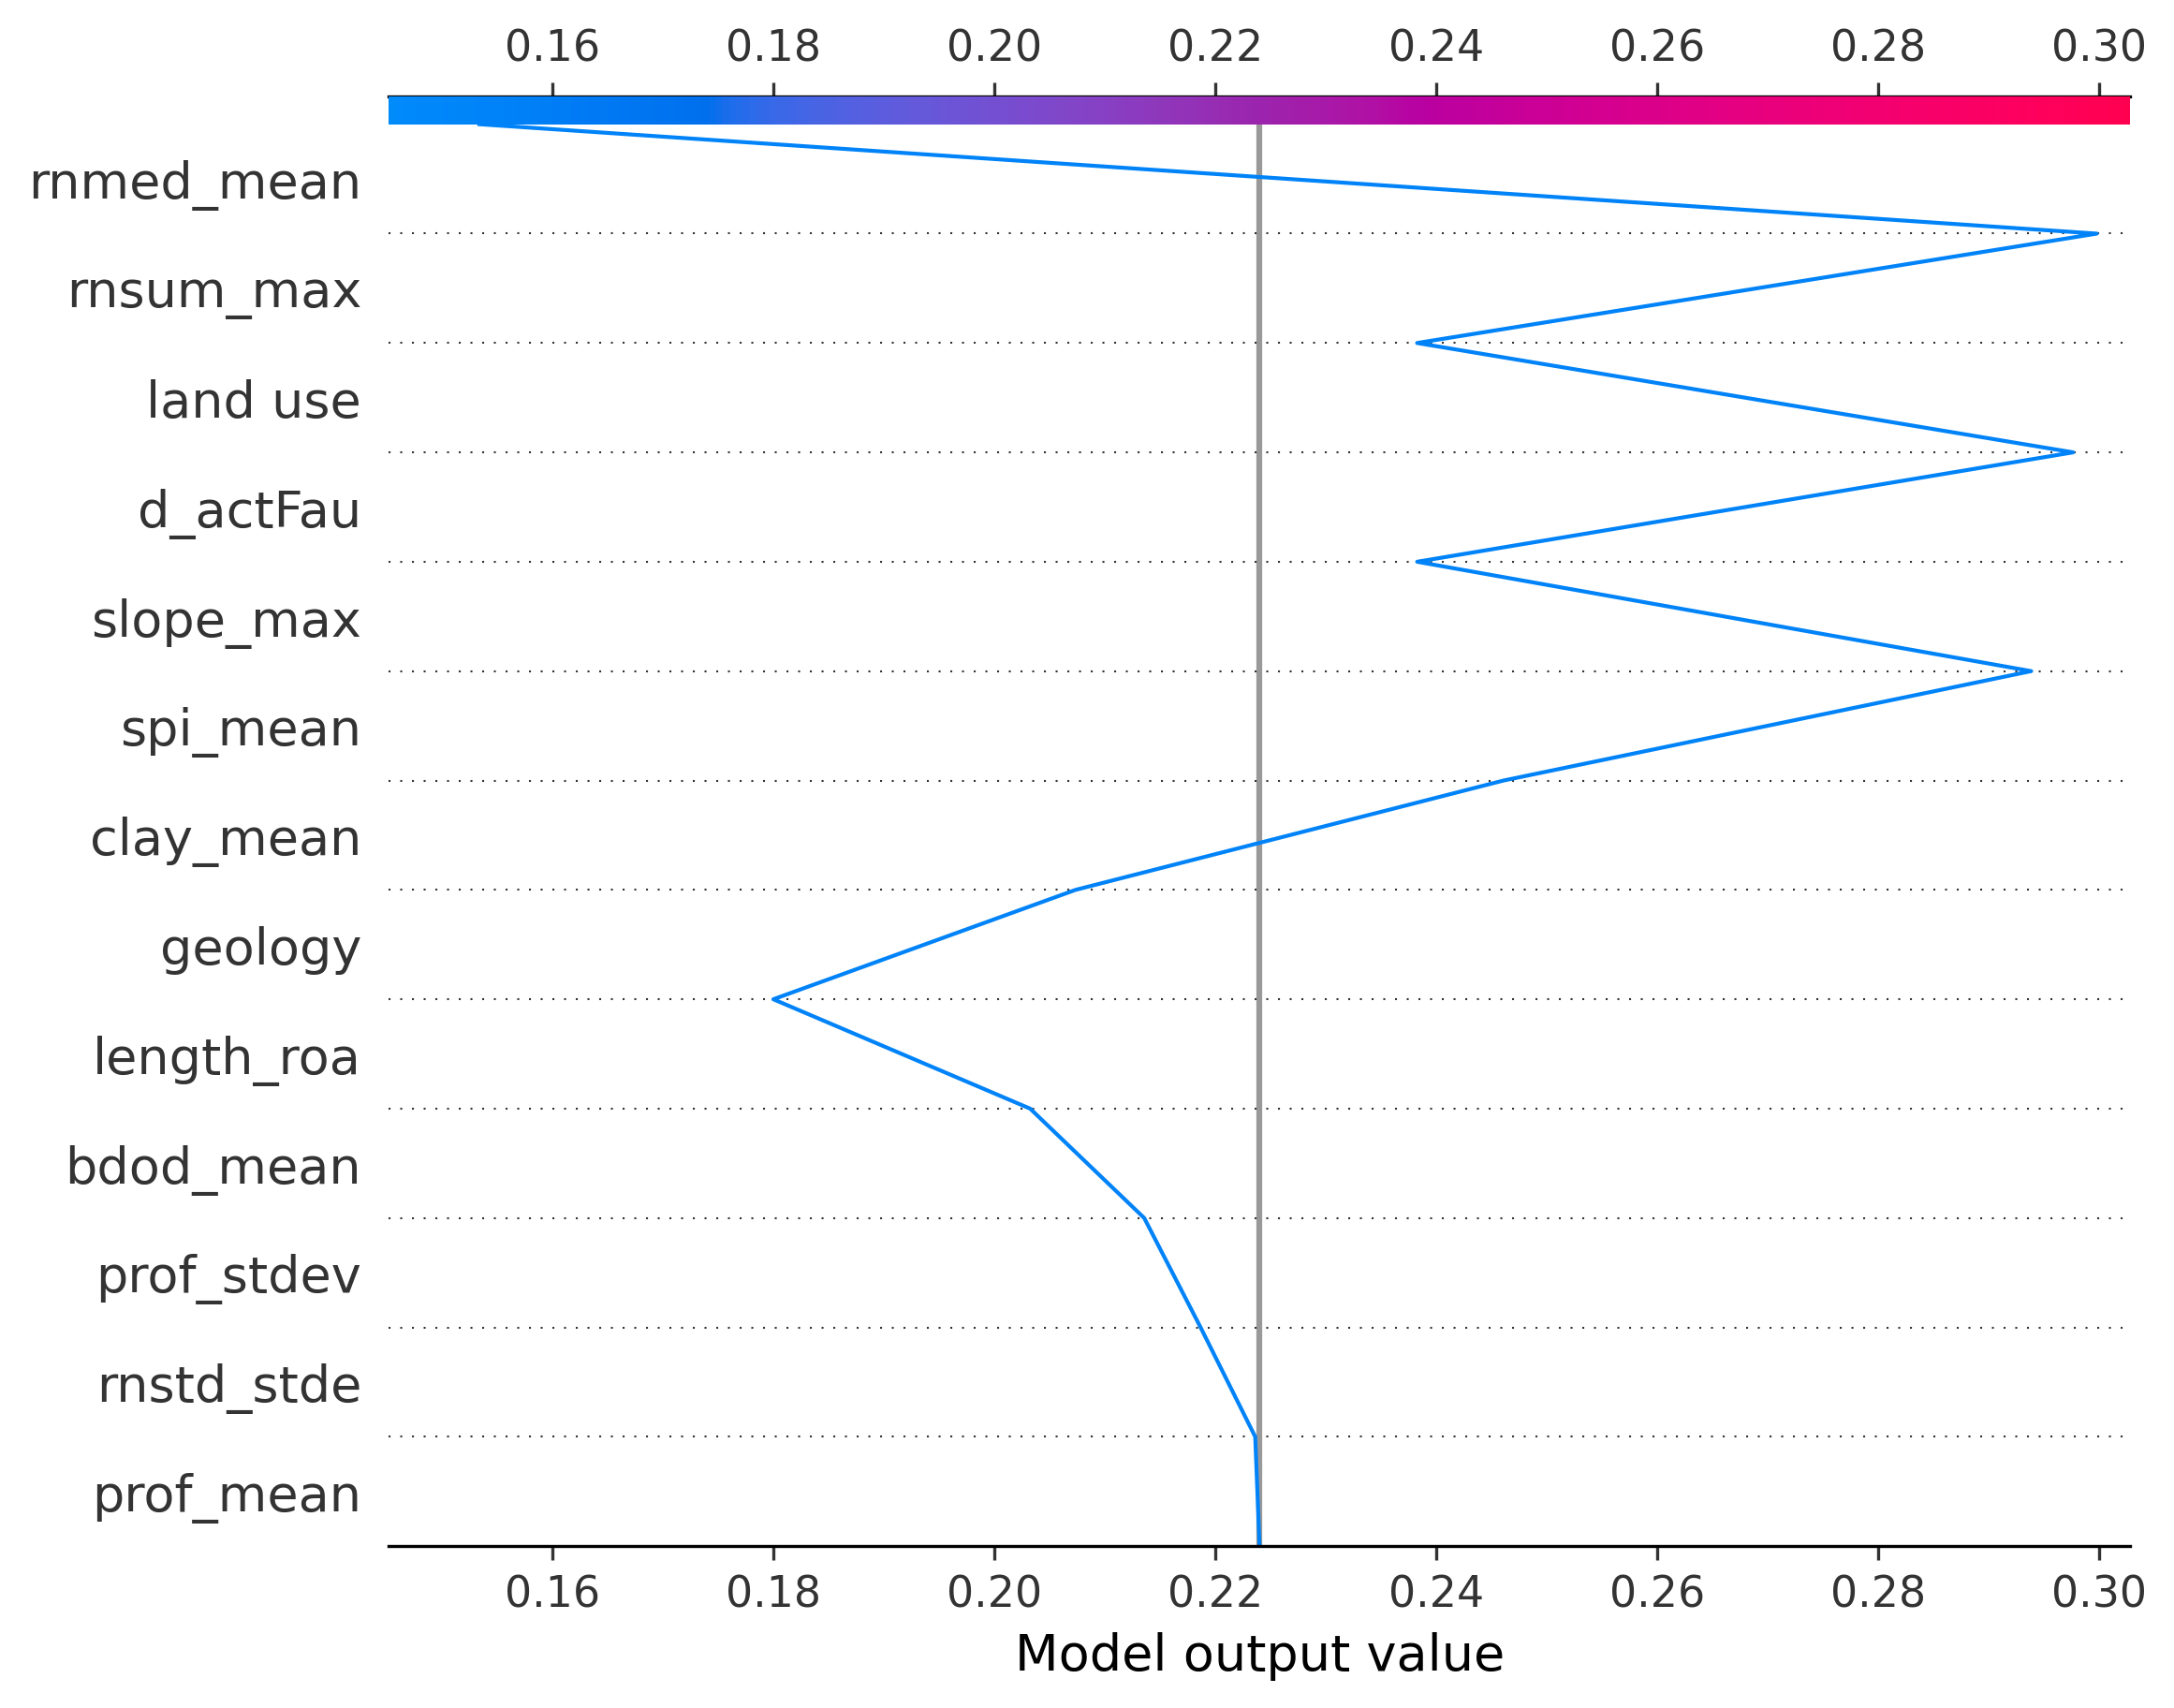 0.16 0.18 0.20 0.22 0.24 0.26 0.28 0.30
rnmed_mean
rnsum_max
land use
d_actFau
slope_max
spi_mean
clay_mean
geology
length_roa
bdod_mean
prof_stdev
rnstd_stde
prof_mean
0.16 0.18 0.20 0.22 0.24 0.26 0.28 0.30
Model output value